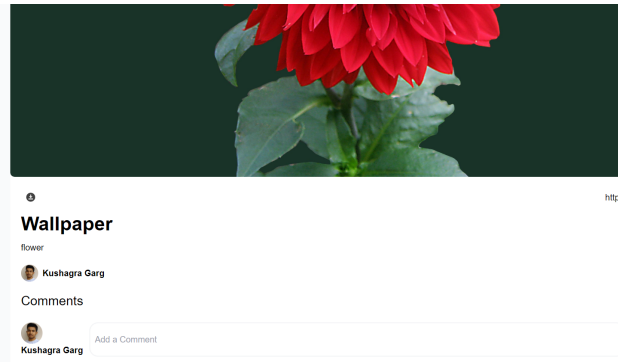 http
Wallpaper
flower
Kushagra Garg
Comments
Add a Comment
Kushagra Garg